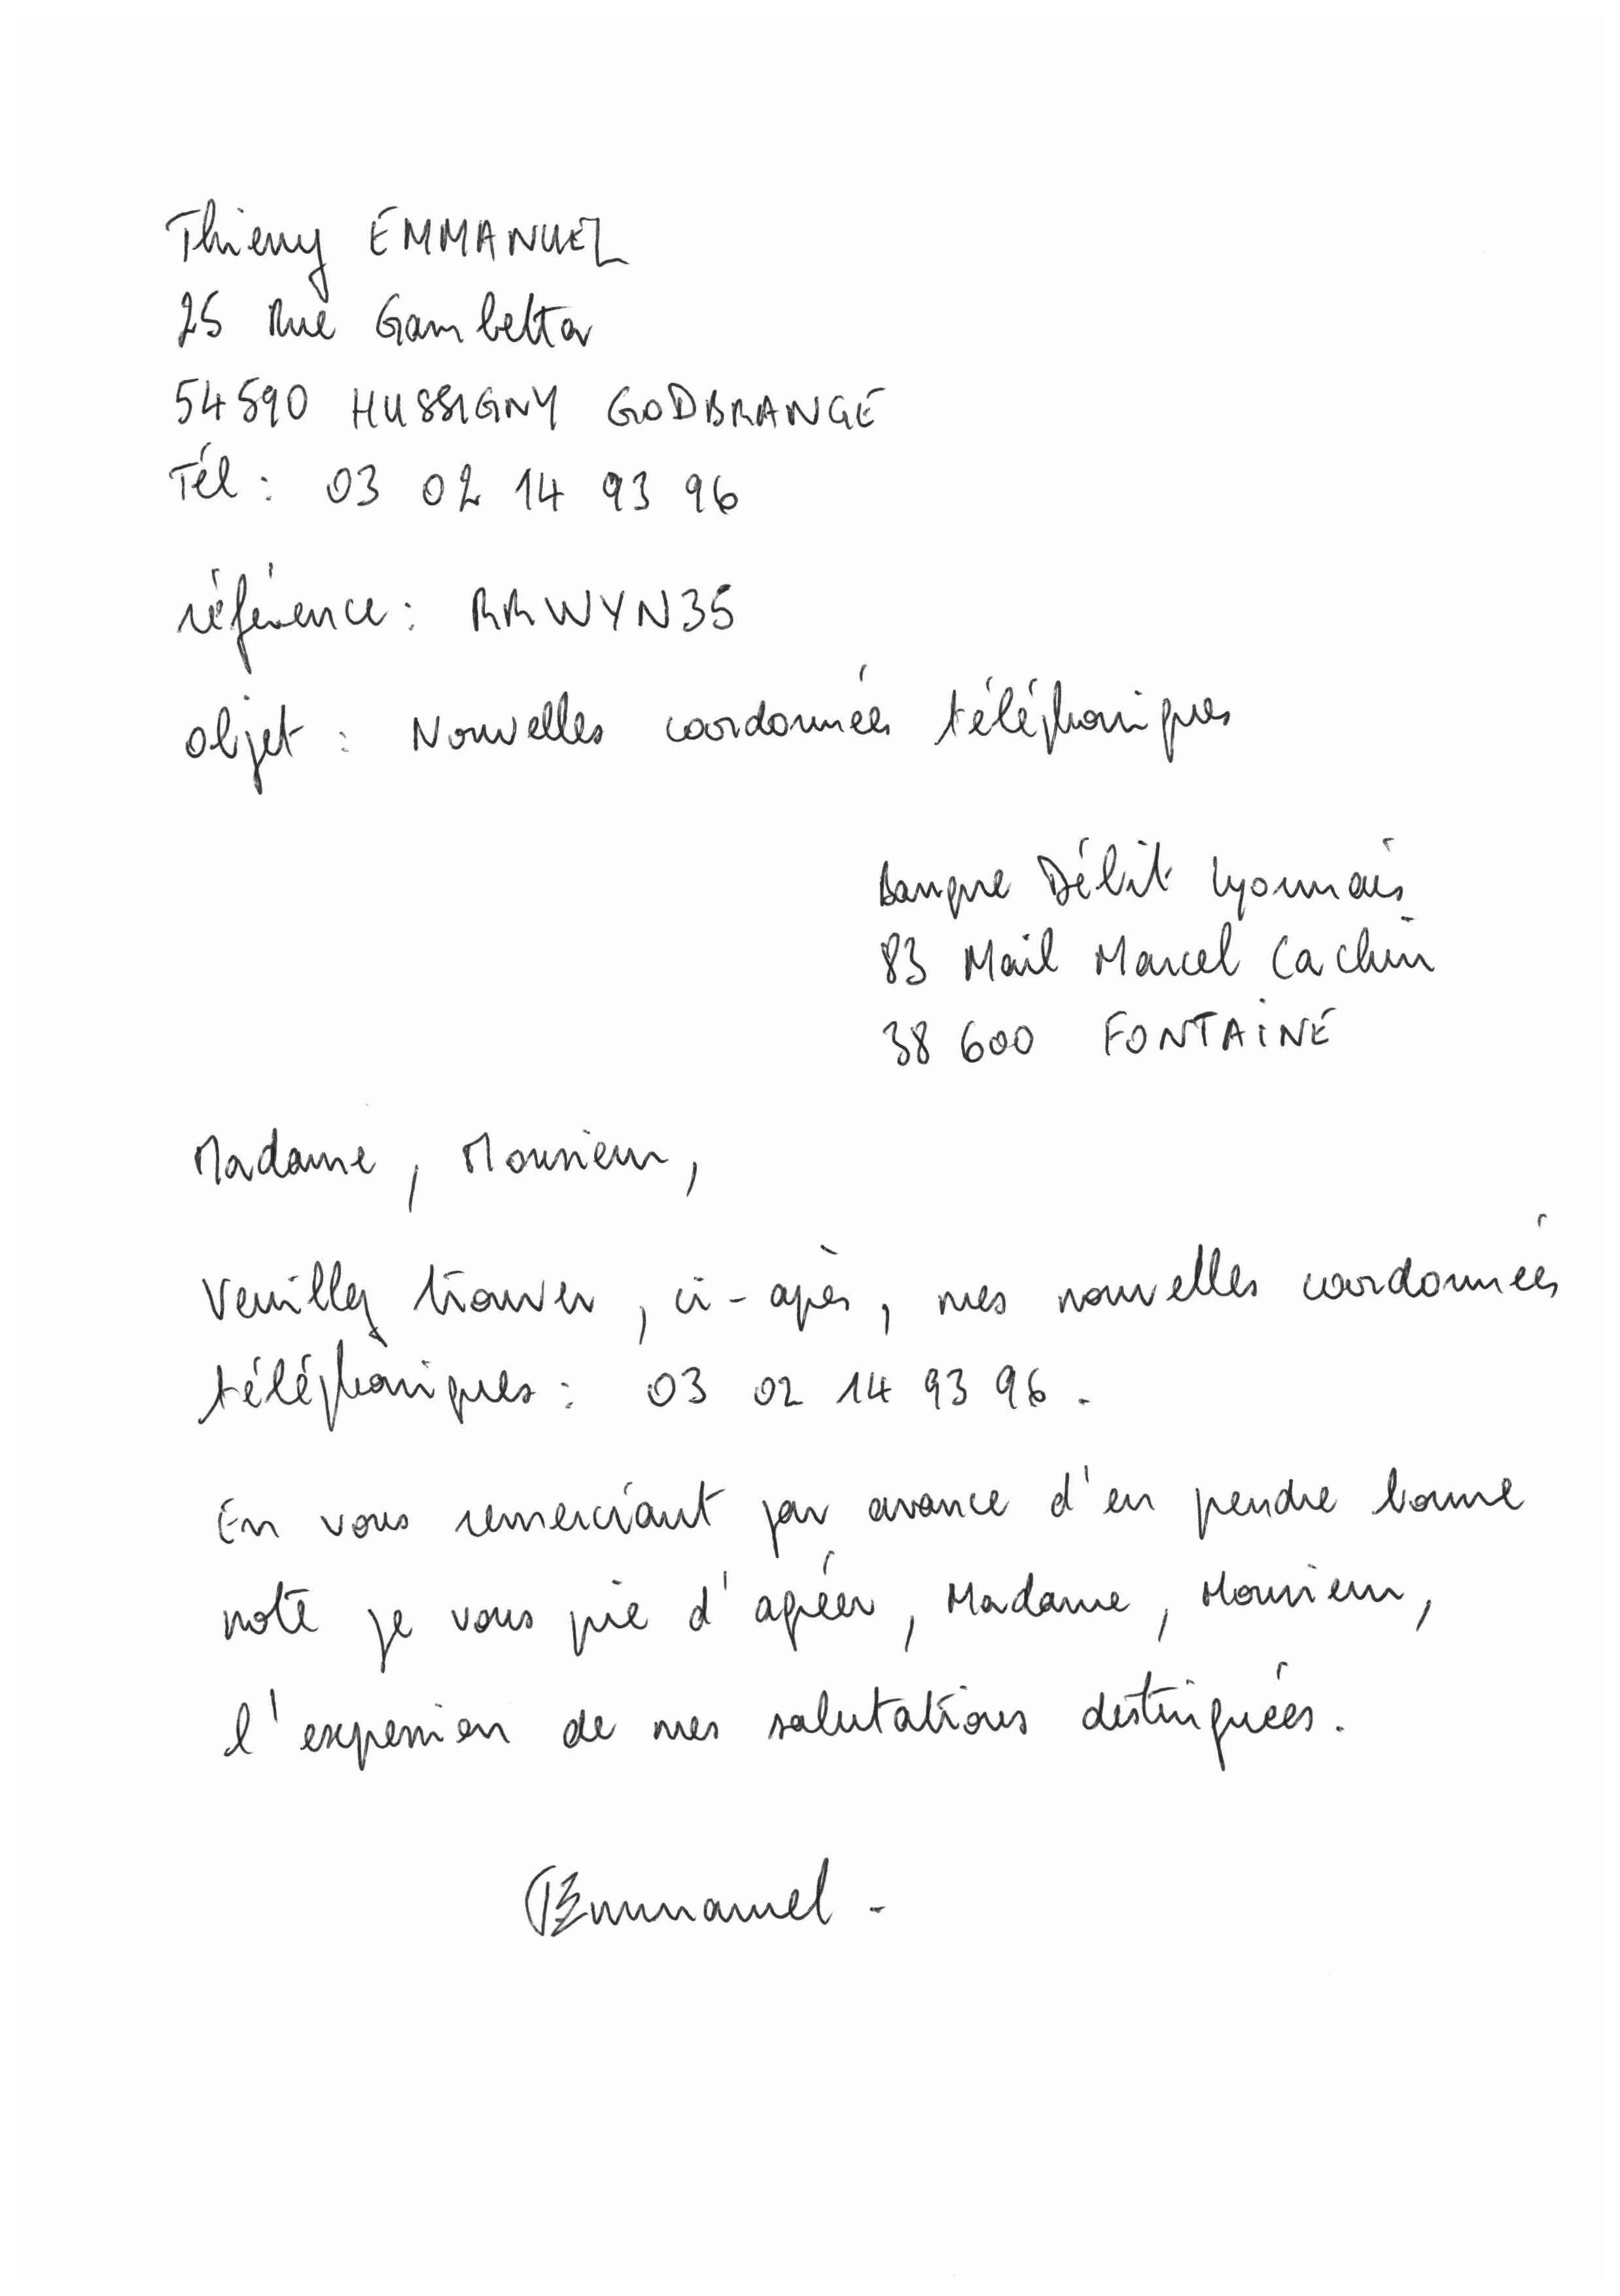 Thierry EMMANUEL
25 Rue Gambetta
54590 HUSSIGNY GODBRANGE
Tél : 03 02 14 93 96
référence : RRWYN35
objet : Nouvelles coordonnées téléphoniques
Banque Débit Lyonnais
83 Mail Marcel Cachin
38 600 FONTAINE
Madame, Monsieur,
Veuillez trouver, ci-après, mes nouvelles coordonnées
téléphoniques : 03 02 14 93 96.
En vous remerciant par avance d'en prendre bonne
note je vous prie d'agréer, Madame, Monsieur,
l'expression de mes salutations distinguées.
TEmmanuel -